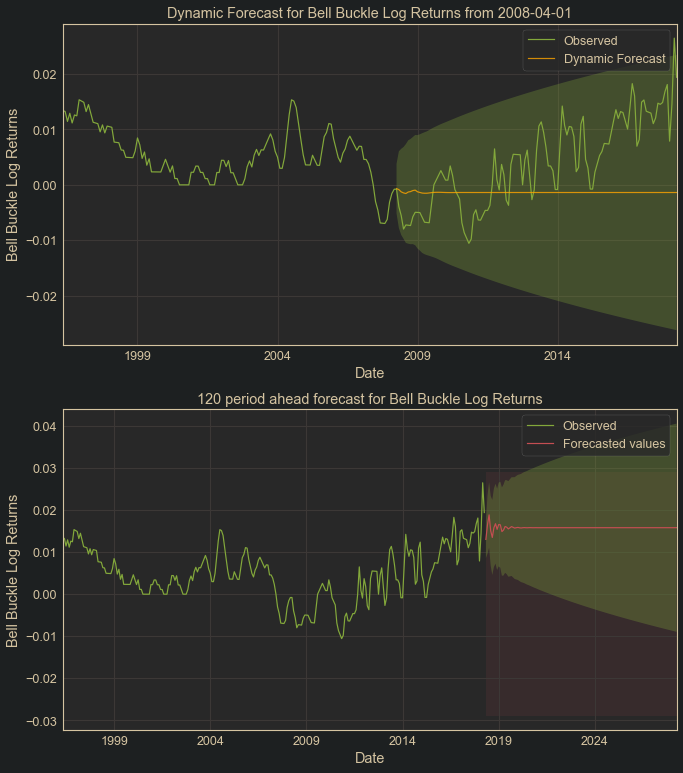 Dynamic Forecast for Bell Buckle Log Returns from 2008-04-01
Observed
Dynamic Forecast
Bell Buckle Log Returns
0.02
0.01
0.00
−0.01
−0.02
1999
2004
2009
2014
Date
120 period ahead forecast for Bell Buckle Log Returns
Observed
Forecasted values
Bell Buckle Log Returns
0.04
0.03
0.02
0.01
0.00
−0.01
−0.02
−0.03
1999
2004
2009
2014
2019
2024
Date